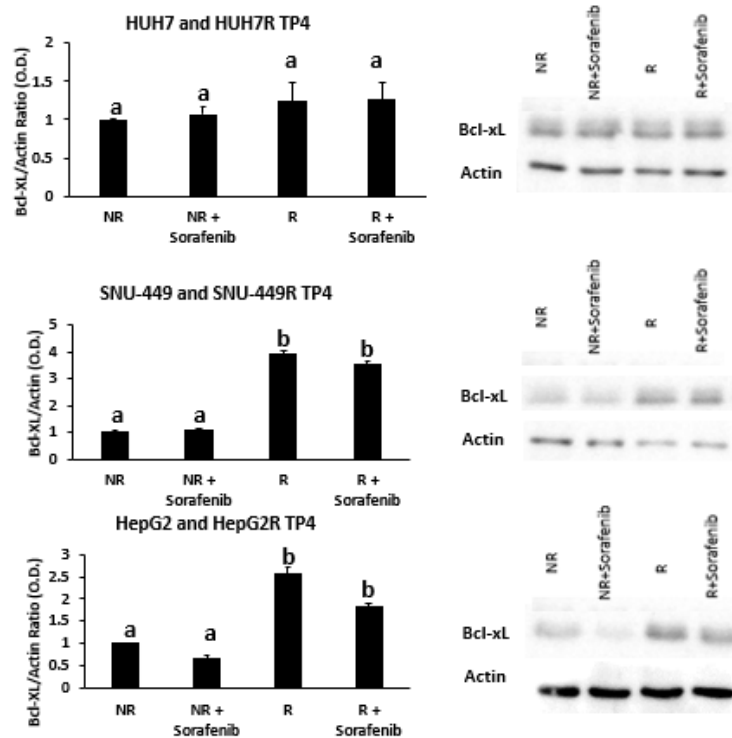 HUH7 and HUH7R TP4
Bcl-XL/Actin Ratio (O.D.)
2
1.5
1
0.5
0
a
a
a
a
NR
NR +
Sorafenib
R
R +
Sorafenib
NR
NR+Sorafenib
R
R+Sorafenib
Bcl-xL
Actin
SNU-449 and SNU-449R TP4
Bcl-XL/Actin (O.D.)
5
4
3
2
1
0
a
a
b
b
NR
NR +
Sorafenib
R
R +
Sorafenib
NR
NR+Sorafenib
R
R+Sorafenib
Bcl-xL
Actin
HepG2 and HepG2R TP4
Bcl-XL/Actin Ratio (O.D.)
3
2.5
2
1.5
1
0.5
0
a
a
b
b
NR
NR +
Sorafenib
R
R +
Sorafenib
NR
NR+Sorafenib
R
R+Sorafenib
Bcl-xL
Actin